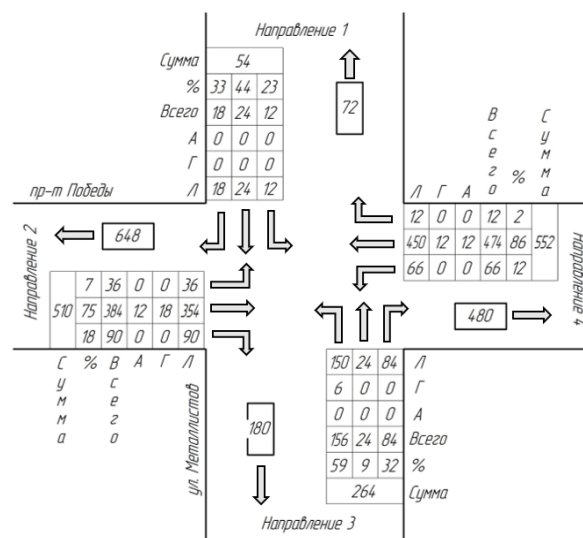 Направление 1
Сумма 54
% 33 44 23
Всего 18 24 12
А 0 0 0
Г 0 0 0
Л 18 24 12
72
пр-т Победы
Направление 2
648
Всего
Сумма
Л Г А %
12 0 0 12 2
450 12 12 474 86 552
66 0 0 66 12
Направление 4
7 36 0 0 36
510 75 384 12 18 354
18 90 0 0 90
Сумма % Всего А Г Л
480
ул. Металлистов
180
150 24 84 Л
6 0 0 Г
0 0 0 А
156 24 84 Всего
59 9 32 %
264 Сумма
Направление 3